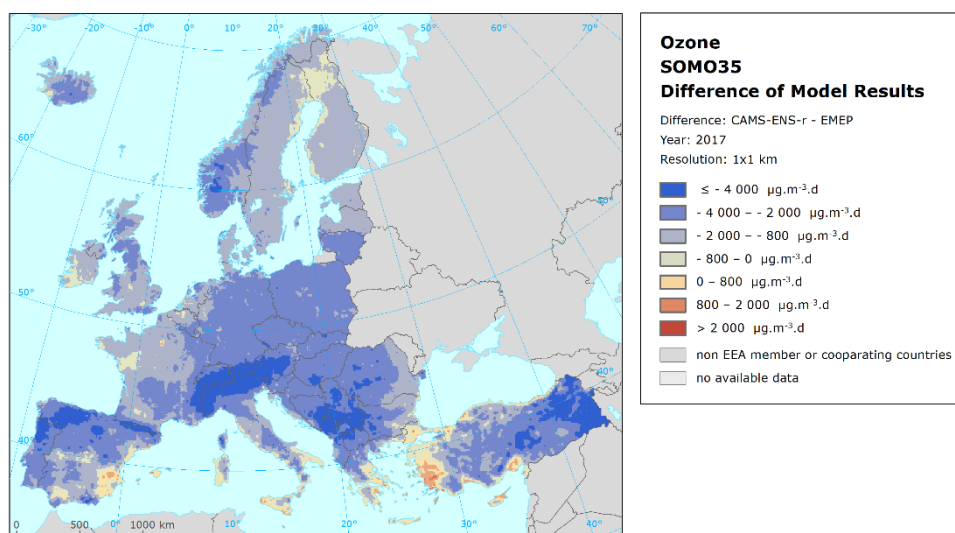 -30° -20° -10° 0° 10° 20° 30° 40° 50° 60° 70°
60°
50°
40°
50°
40°
0 500 1000 km
0° 10° 20° 30° 40°
Ozone
SOMO35
Difference of Model Results
Difference: CAMS-ENS-r - EMEP
Year: 2017
Resolution: 1x1 km
≤ - 4 000 µg.m-³.d
- 4 000 – - 2 000 µg.m-³.d
- 2 000 – - 800 µg.m-³.d
- 800 – 0 µg.m-³.d
0 – 800 µg.m-³.d
800 – 2 000 µg.m-³.d
> 2 000 µg.m-³.d
non EEA member or cooparating countries
no available data